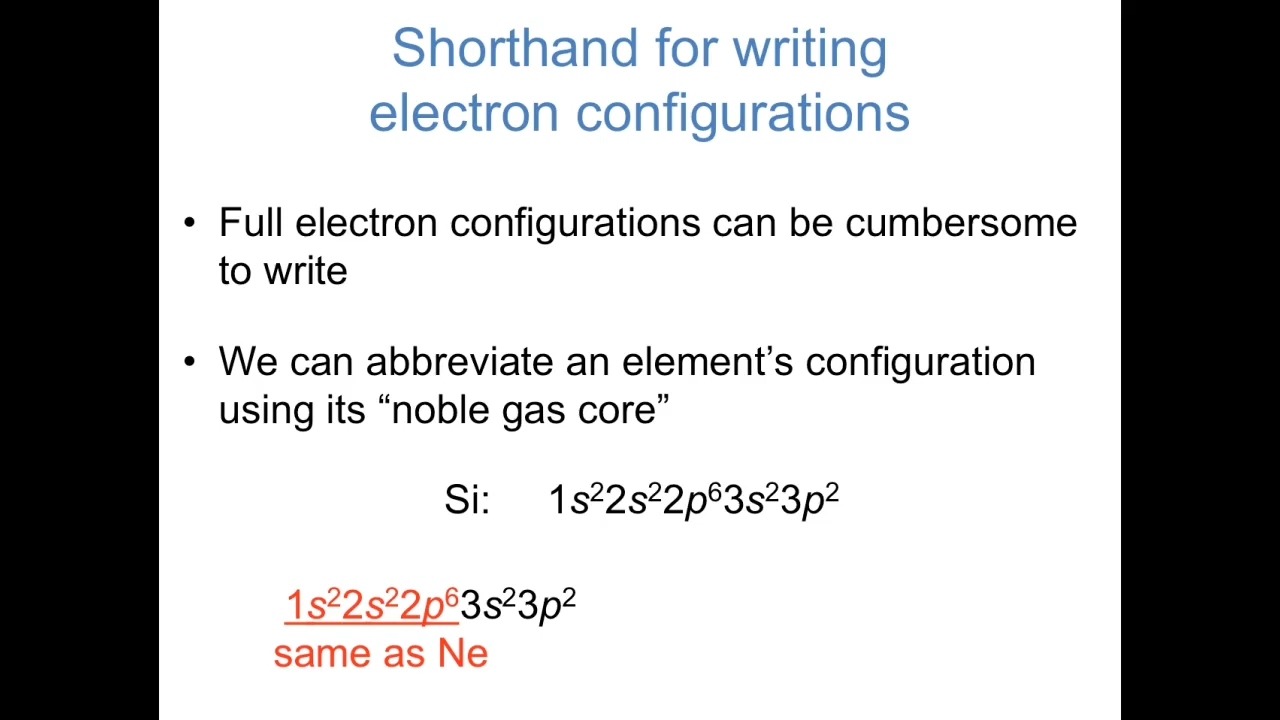 Shorthand for writing
electron configurations
• Full electron configurations can be cumbersome
to write
• We can abbreviate an element’s configuration
using its “noble gas core”
Si: 1s²2s²2p⁶3s²3p²
1s²2s²2p⁶3s²3p²
same as Ne